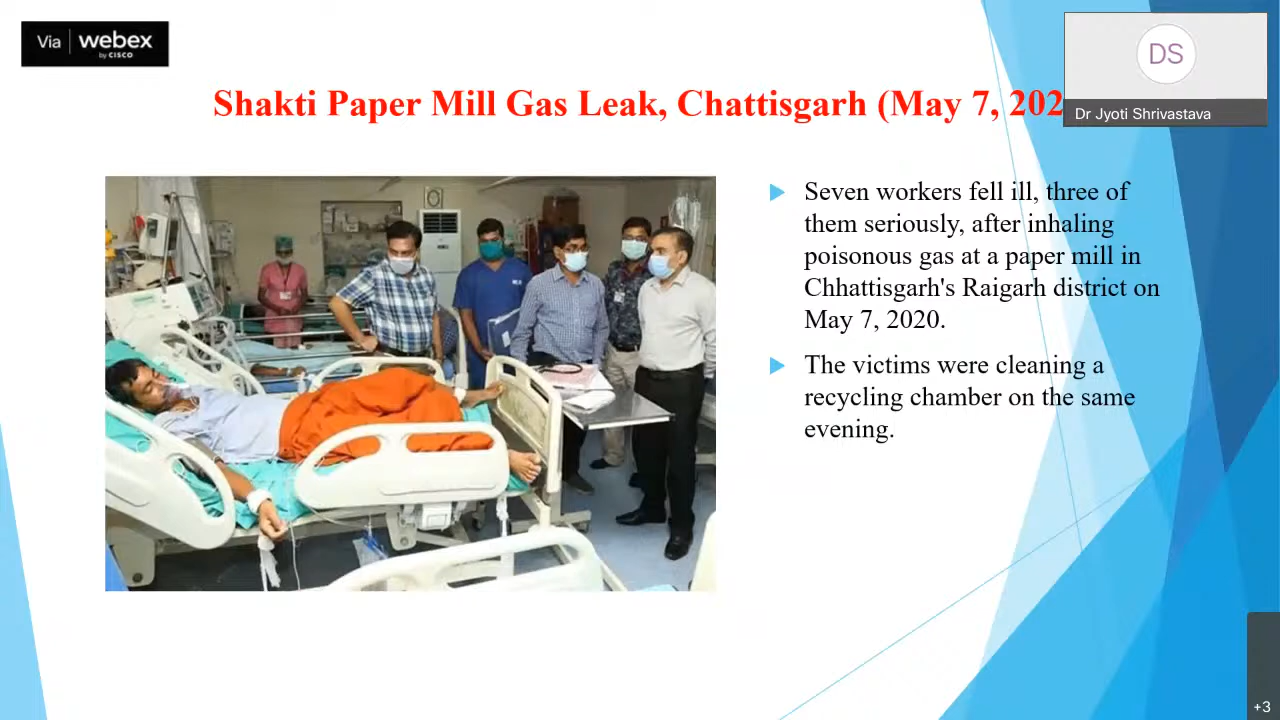 Via webex
by CISCO
DS
Dr Jyoti Shrivastava
Shakti Paper Mill Gas Leak, Chattisgarh (May 7, 202
Seven workers fell ill, three of
them seriously, after inhaling
poisonous gas at a paper mill in
Chhattisgarh's Raigarh district on
May 7, 2020.
The victims were cleaning a
recycling chamber on the same
evening.
+3